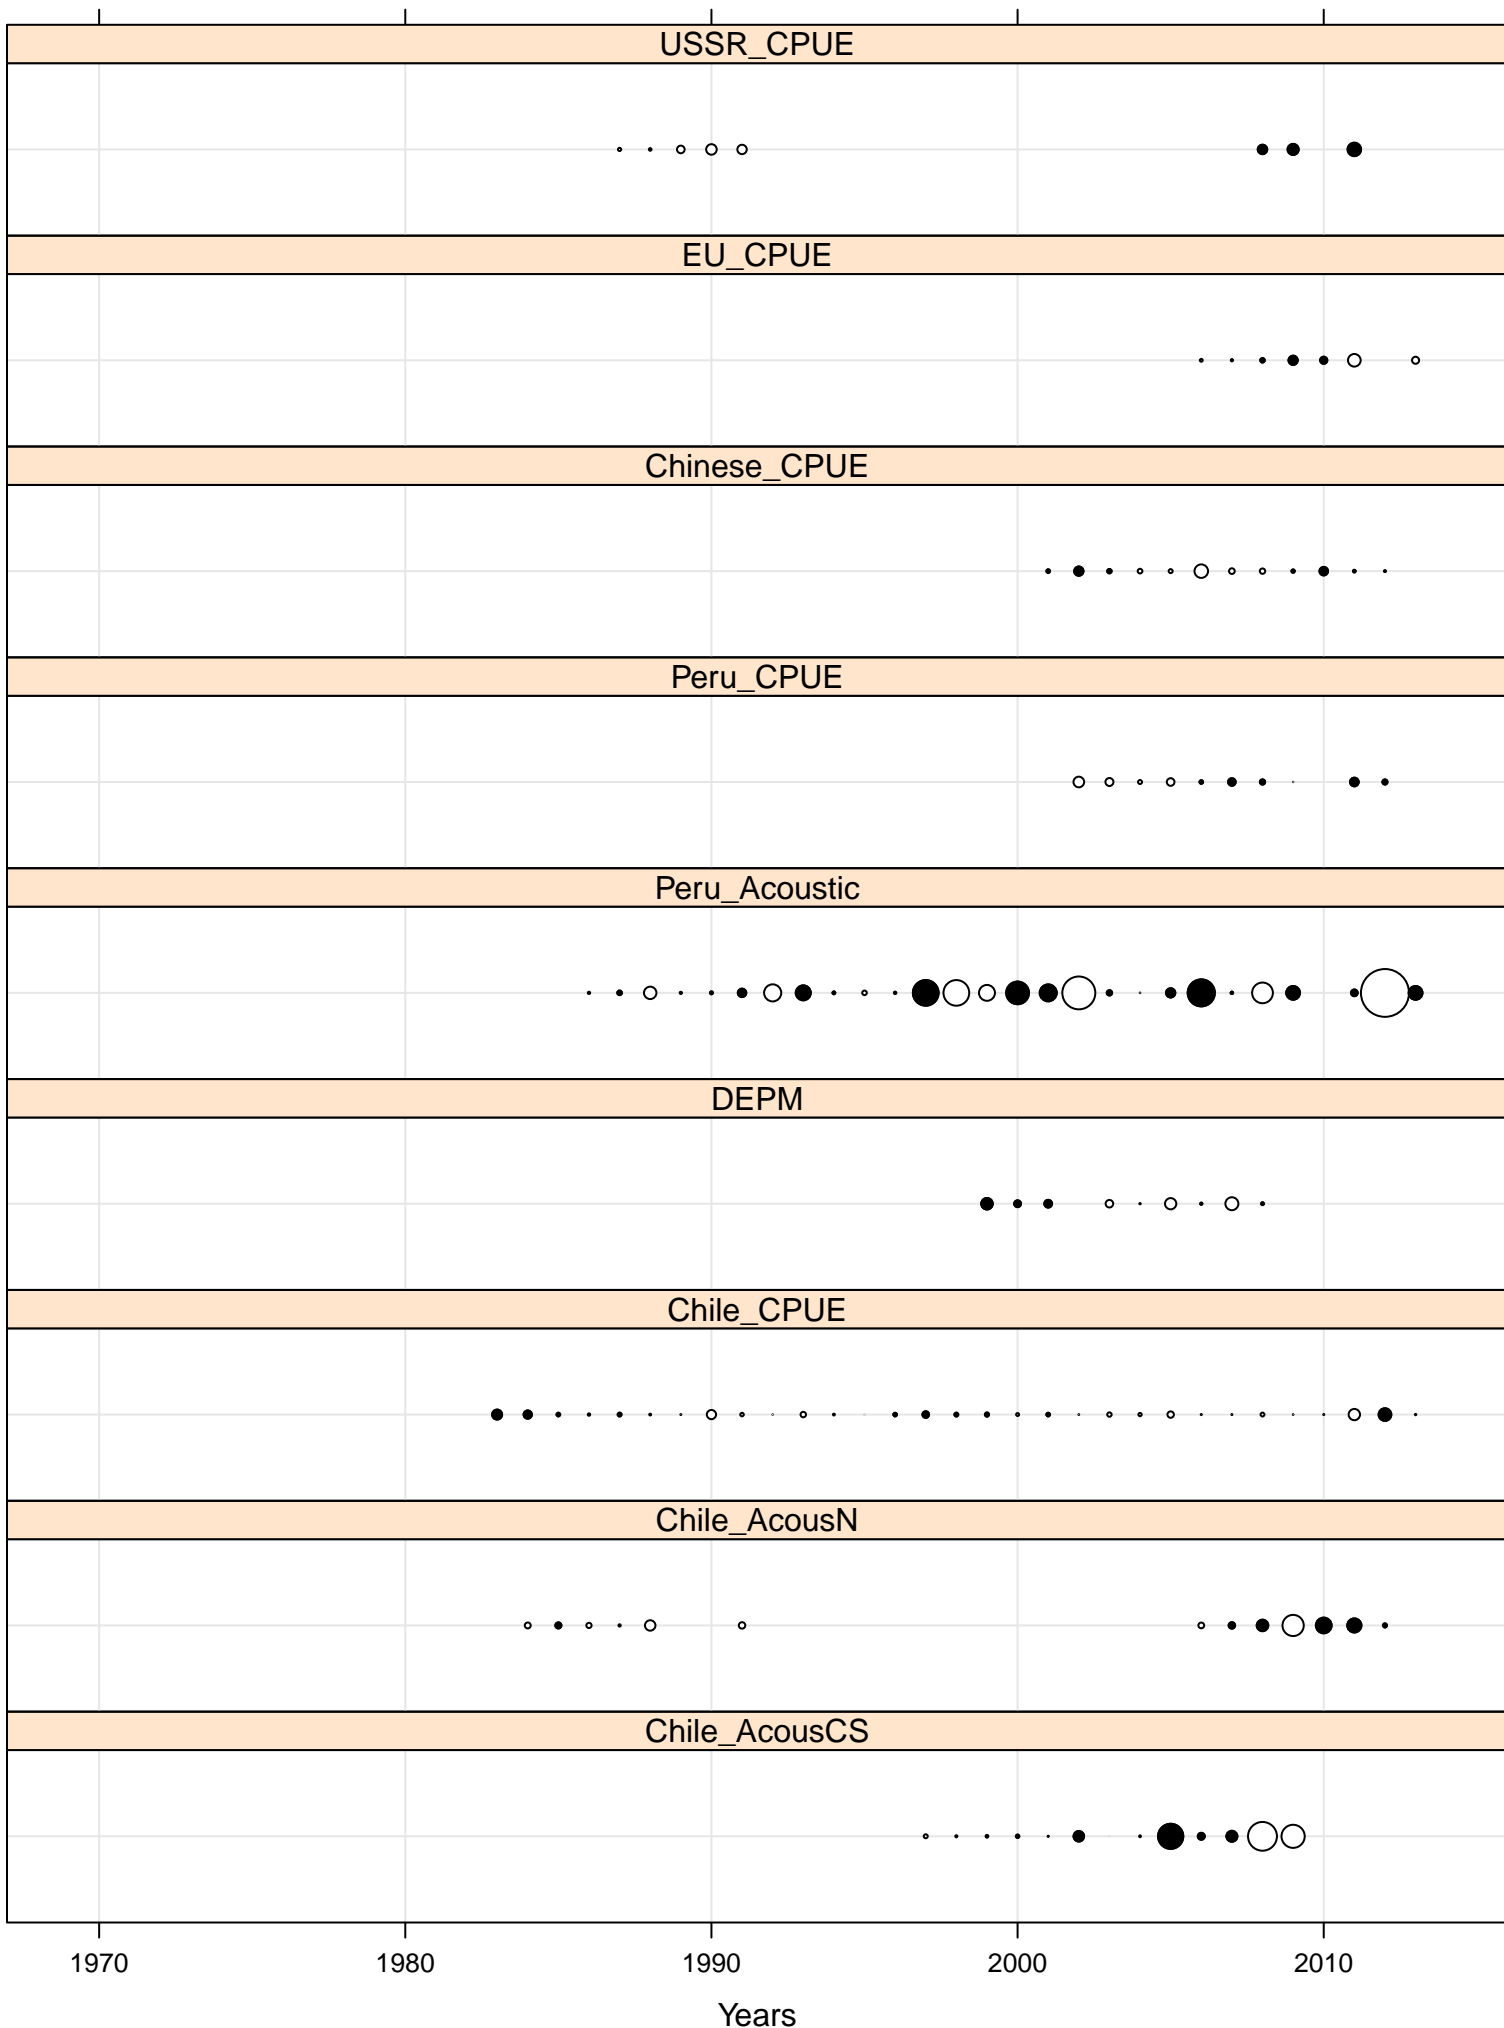 USSR_CPUE
EU_CPUE
Chinese_CPUE
Peru_CPUE
Peru_Acoustic
DEPM
Chile_CPUE
Chile_AcousN
Chile_AcousCS
1970 1980 1990 2000 2010
Years